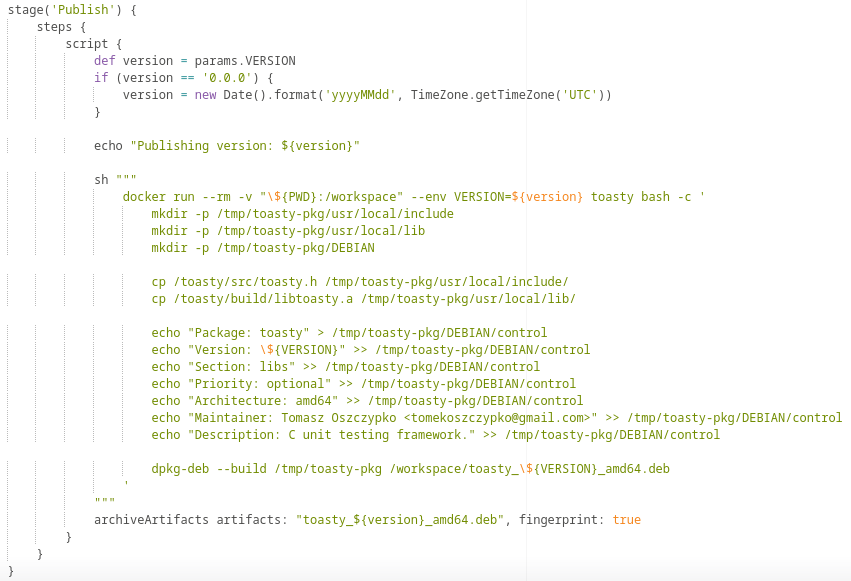 stage('Publish') {
    steps {
        script {
            def version = params.VERSION
            if (version == '0.0.0') {
                version = new Date().format('yyyyMMdd', TimeZone.getTimeZone('UTC'))
            }

            echo "Publishing version: ${version}"

            sh """
                docker run --rm -v "\${PWD}:/workspace" --env VERSION=${version} toasty bash -c '
                    mkdir -p /tmp/toasty-pkg/usr/local/include
                    mkdir -p /tmp/toasty-pkg/usr/local/lib
                    mkdir -p /tmp/toasty-pkg/DEBIAN

                    cp /toasty/src/toasty.h /tmp/toasty-pkg/usr/local/include/
                    cp /toasty/build/libtoasty.a /tmp/toasty-pkg/usr/local/lib/

                    echo "Package: toasty" > /tmp/toasty-pkg/DEBIAN/control
                    echo "Version: \${VERSION}" >> /tmp/toasty-pkg/DEBIAN/control
                    echo "Section: libs" >> /tmp/toasty-pkg/DEBIAN/control
                    echo "Priority: optional" >> /tmp/toasty-pkg/DEBIAN/control
                    echo "Architecture: amd64" >> /tmp/toasty-pkg/DEBIAN/control
                    echo "Maintainer: Tomasz Oszczypko <tomekoszczypko@gmail.com>" >> /tmp/toasty-pkg/DEBIAN/control
                    echo "Description: C unit testing framework." >> /tmp/toasty-pkg/DEBIAN/control

                    dpkg-deb --build /tmp/toasty-pkg /workspace/toasty_\${VERSION}_amd64.deb
                '
            """
            archiveArtifacts artifacts: "toasty_${version}_amd64.deb", fingerprint: true
        }
    }
}